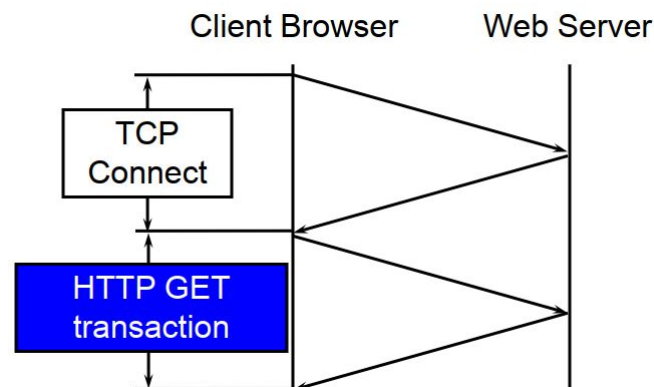 Client Browser Web Server
TCP
Connect
HTTP GET
transaction